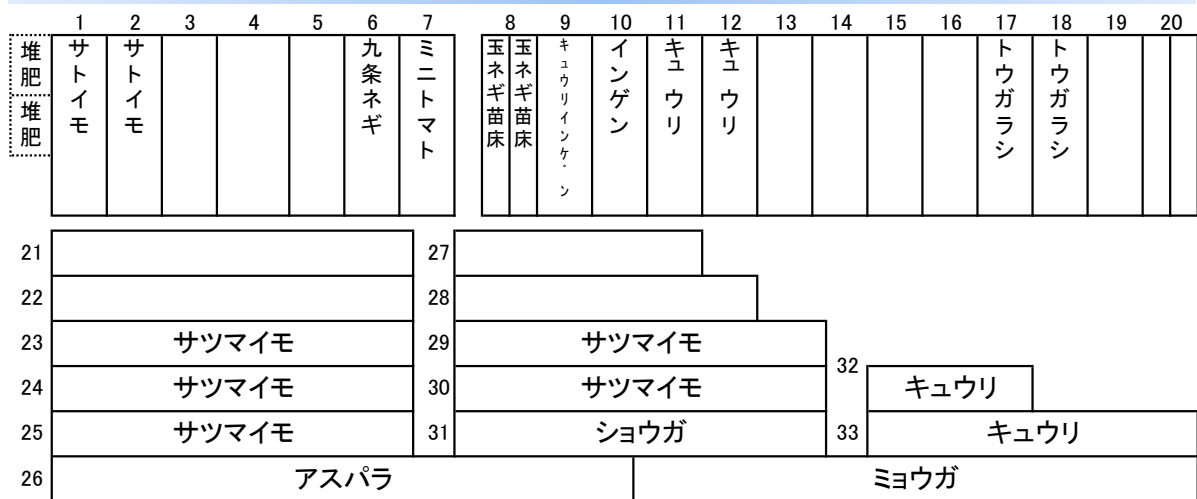 1 2 3 4 5 6 7 8 9 10 11 12 13 14 15 16 17 18 19 20
堆肥
堆肥
サトイモ
サトイモ
九条ネギ
ミニトマト
玉ネギ苗床
玉ネギ苗床
キュウリインゲン
インゲン
キュウリ
キュウリ
トウガラシ
トウガラシ
21 27
22 28
23 サツマイモ 29 サツマイモ
32
24 サツマイモ 30 サツマイモ キュウリ
25 サツマイモ 31 ショウガ 33 キュウリ
26 アスパラ ミョウガ